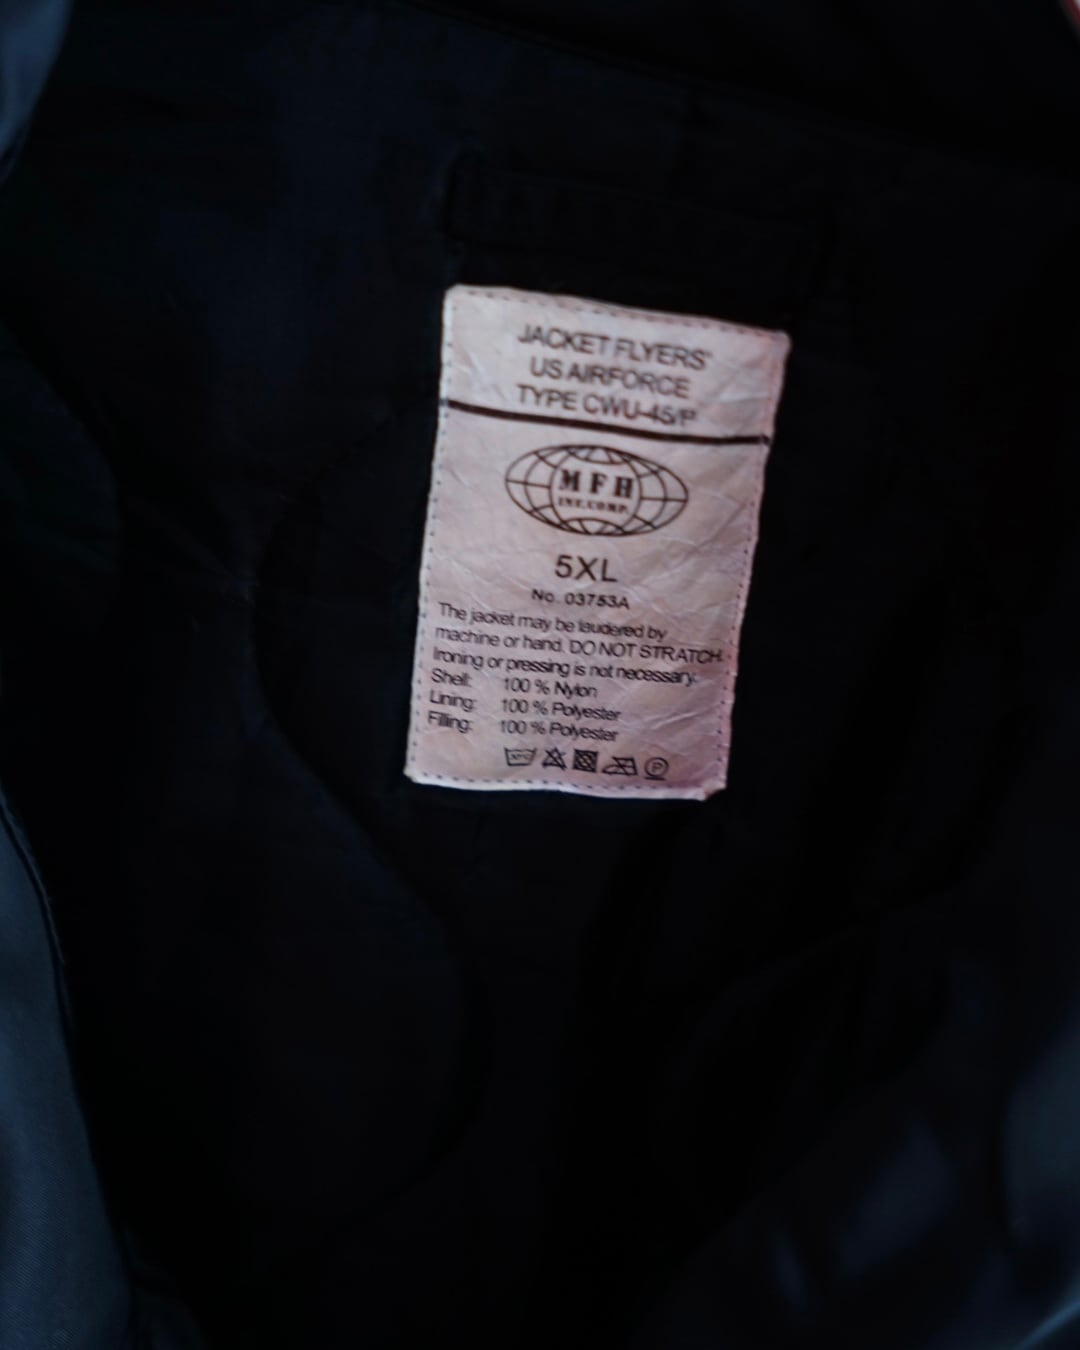 JACKET FLYERS'
US AIRFORCE
TYPE CWU-45/P
MFH
INT.COMP.
5XL
No. 03753A
The jacket may be laudered by
machine or hand. DO NOT STRATCH.
Ironing or pressing is not necessary.
Shell: 100 % Nylon
Lining: 100 % Polyester
Filling: 100 % Polyester
P